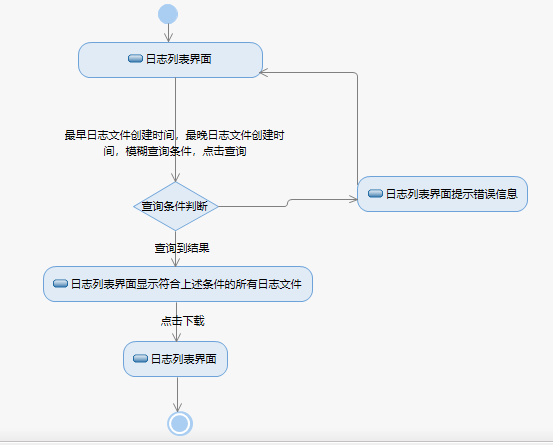 日志列表界面
最早日志文件创建时间，最晚日志文件创建时
间，模糊查询条件，点击查询
查询条件判断
日志列表界面提示错误信息
查询到结果
日志列表界面显示符合上述条件的所有日志文件
点击下载
日志列表界面